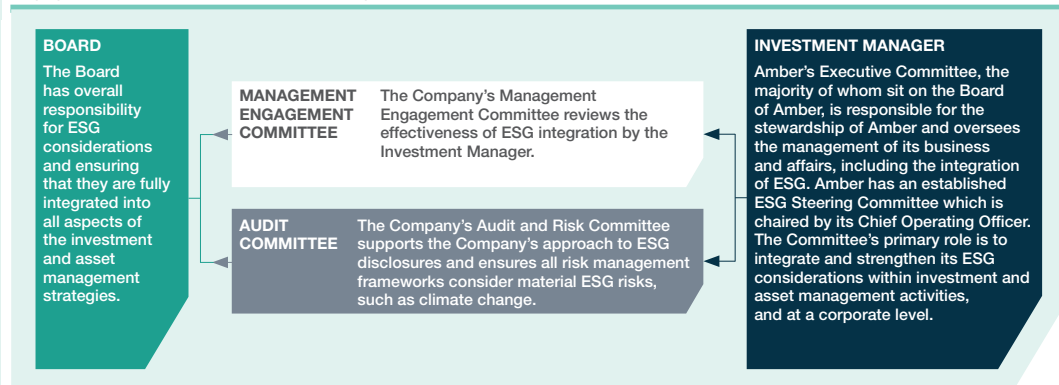 BOARD
The Board
has overall
responsibility
for ESG
considerations
and ensuring
that they are fully
integrated into
all aspects of
the investment
and asset
management
strategies.
MANAGEMENT
ENGAGEMENT
COMMITTEE
The Company's Management
Engagement Committee reviews the
effectiveness of ESG integration by the
Investment Manager.
AUDIT
COMMITTEE
The Company's Audit and Risk Committee
supports the Company's approach to ESG
disclosures and ensures all risk management
frameworks consider material ESG risks,
such as climate change.
INVESTMENT MANAGER
Amber's Executive Committee, the
majority of whom sit on the Board
of Amber, is responsible for the
stewardship of Amber and oversees
the management of its business
and affairs, including the integration
of ESG. Amber has an established
ESG Steering Committee which is
chaired by its Chief Operating Officer.
The Committee's primary role is to
integrate and strengthen its ESG
considerations within investment and
asset management activities,
and at a corporate level.